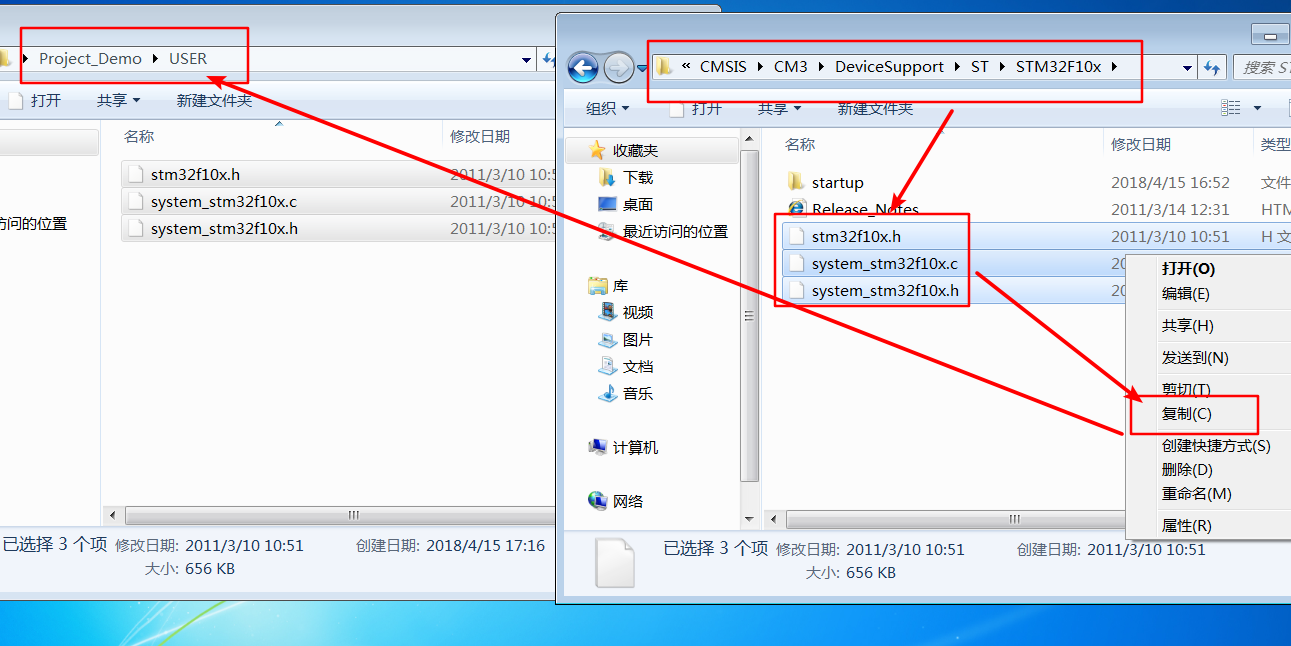 Project_Demo USER
打开 共享 新建文件夹
名称 修改日期
stm32f10x.h 2011/3/10 10:5
system_stm32f10x.c 2011/3/10 10:5
system_stm32f10x.h 2011/3/10 10:5
访问的位置
已选择 3 个项 修改日期: 2011/3/10 10:51 创建日期: 2018/4/15 17:16
大小: 656 KB
« CMSIS CM3 DeviceSupport ST STM32F10x
搜索 ST
组织 打开 共享 新建文件夹
收藏夹
下载
桌面
最近访问的位置
库
视频
图片
文档
音乐
计算机
网络
名称 修改日期 类型
startup 2018/4/15 16:52 文件
Release_Notes 2011/3/14 12:31 HTM
stm32f10x.h 2011/3/10 10:51 H 文
system_stm32f10x.c 20
system_stm32f10x.h 20
打开(O)
编辑(E)
共享(H)
发送到(N)
剪切(T)
复制(C)
创建快捷方式(S)
删除(D)
重命名(M)
属性(R)
已选择 3 个项 修改日期: 2011/3/10 10:51 创建日期: 2011/3/10 10:51
大小: 656 KB